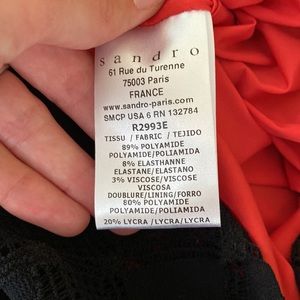 sandro
61 Rue du Turenne
75003 Paris
FRANCE
www.sandro-paris.com
SMCP USA 6 RN 132784
R2993E
TISSU / FABRIC / TEJIDO
89% POLYAMIDE
POLYAMIDE/POLIAMIDA
8% ELASTHANNE
ELASTANE/ELASTANO
3% VISCOSE/VISCOSE
VISCOSA
DOUBLURE/LINING/FORRO
80% POLYAMIDE
POLYAMIDE/POLIAMIDA
20% LYCRA /LYCRA/LYCRA